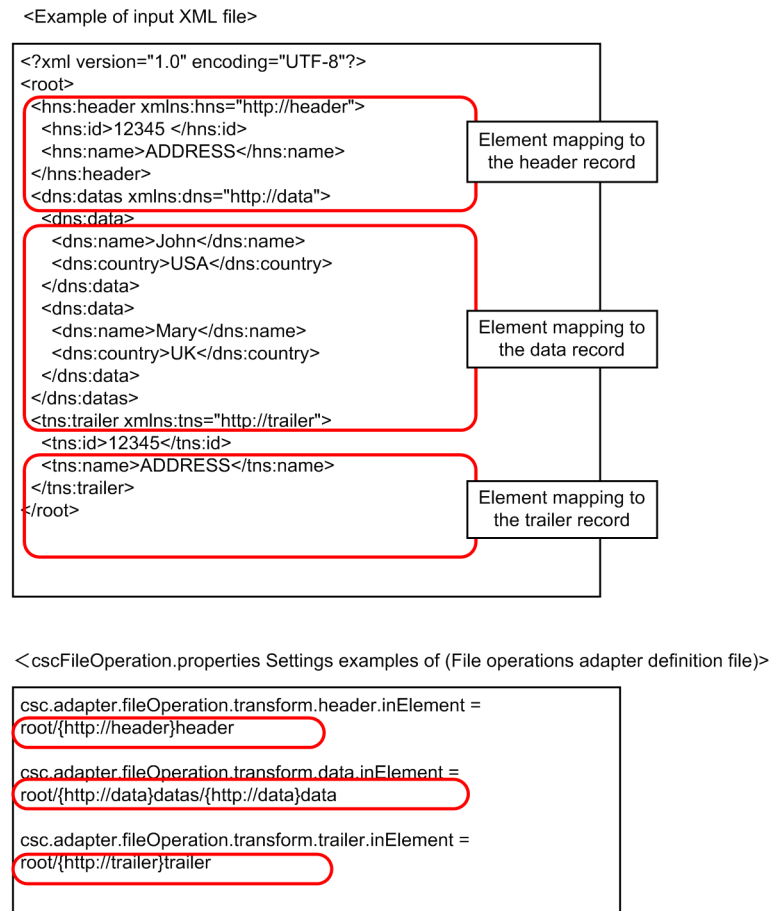 <Example of input XML file>
<?xml version="1.0" encoding="UTF-8"?>
<root>
<hns:header xmlns:hns="http://header">
<hns:id>12345 </hns:id>
<hns:name>ADDRESS</hns:name>
</hns:header>
Element mapping to
the header record
<dns:datas xmlns:dns="http://data">
<dns:data>
<dns:name>John</dns:name>
<dns:country>USA</dns:country>
</dns:data>
<dns:data>
<dns:name>Mary</dns:name>
<dns:country>UK</dns:country>
</dns:data>
</dns:datas>
Element mapping to
the data record
<tns:trailer xmlns:tns="http://trailer">
<tns:id>12345</tns:id>
<tns:name>ADDRESS</tns:name>
</tns:trailer>
</root>
Element mapping to
the trailer record
<cscFileOperation.properties Settings examples of (File operations adapter definition file)>
csc.adapter.fileOperation.transform.header.inElement =
root/{http://header}header
csc.adapter.fileOperation.transform.data.inElement =
root/{http://data}datas/{http://data}data
csc.adapter.fileOperation.transform.trailer.inElement =
root/{http://trailer}trailer